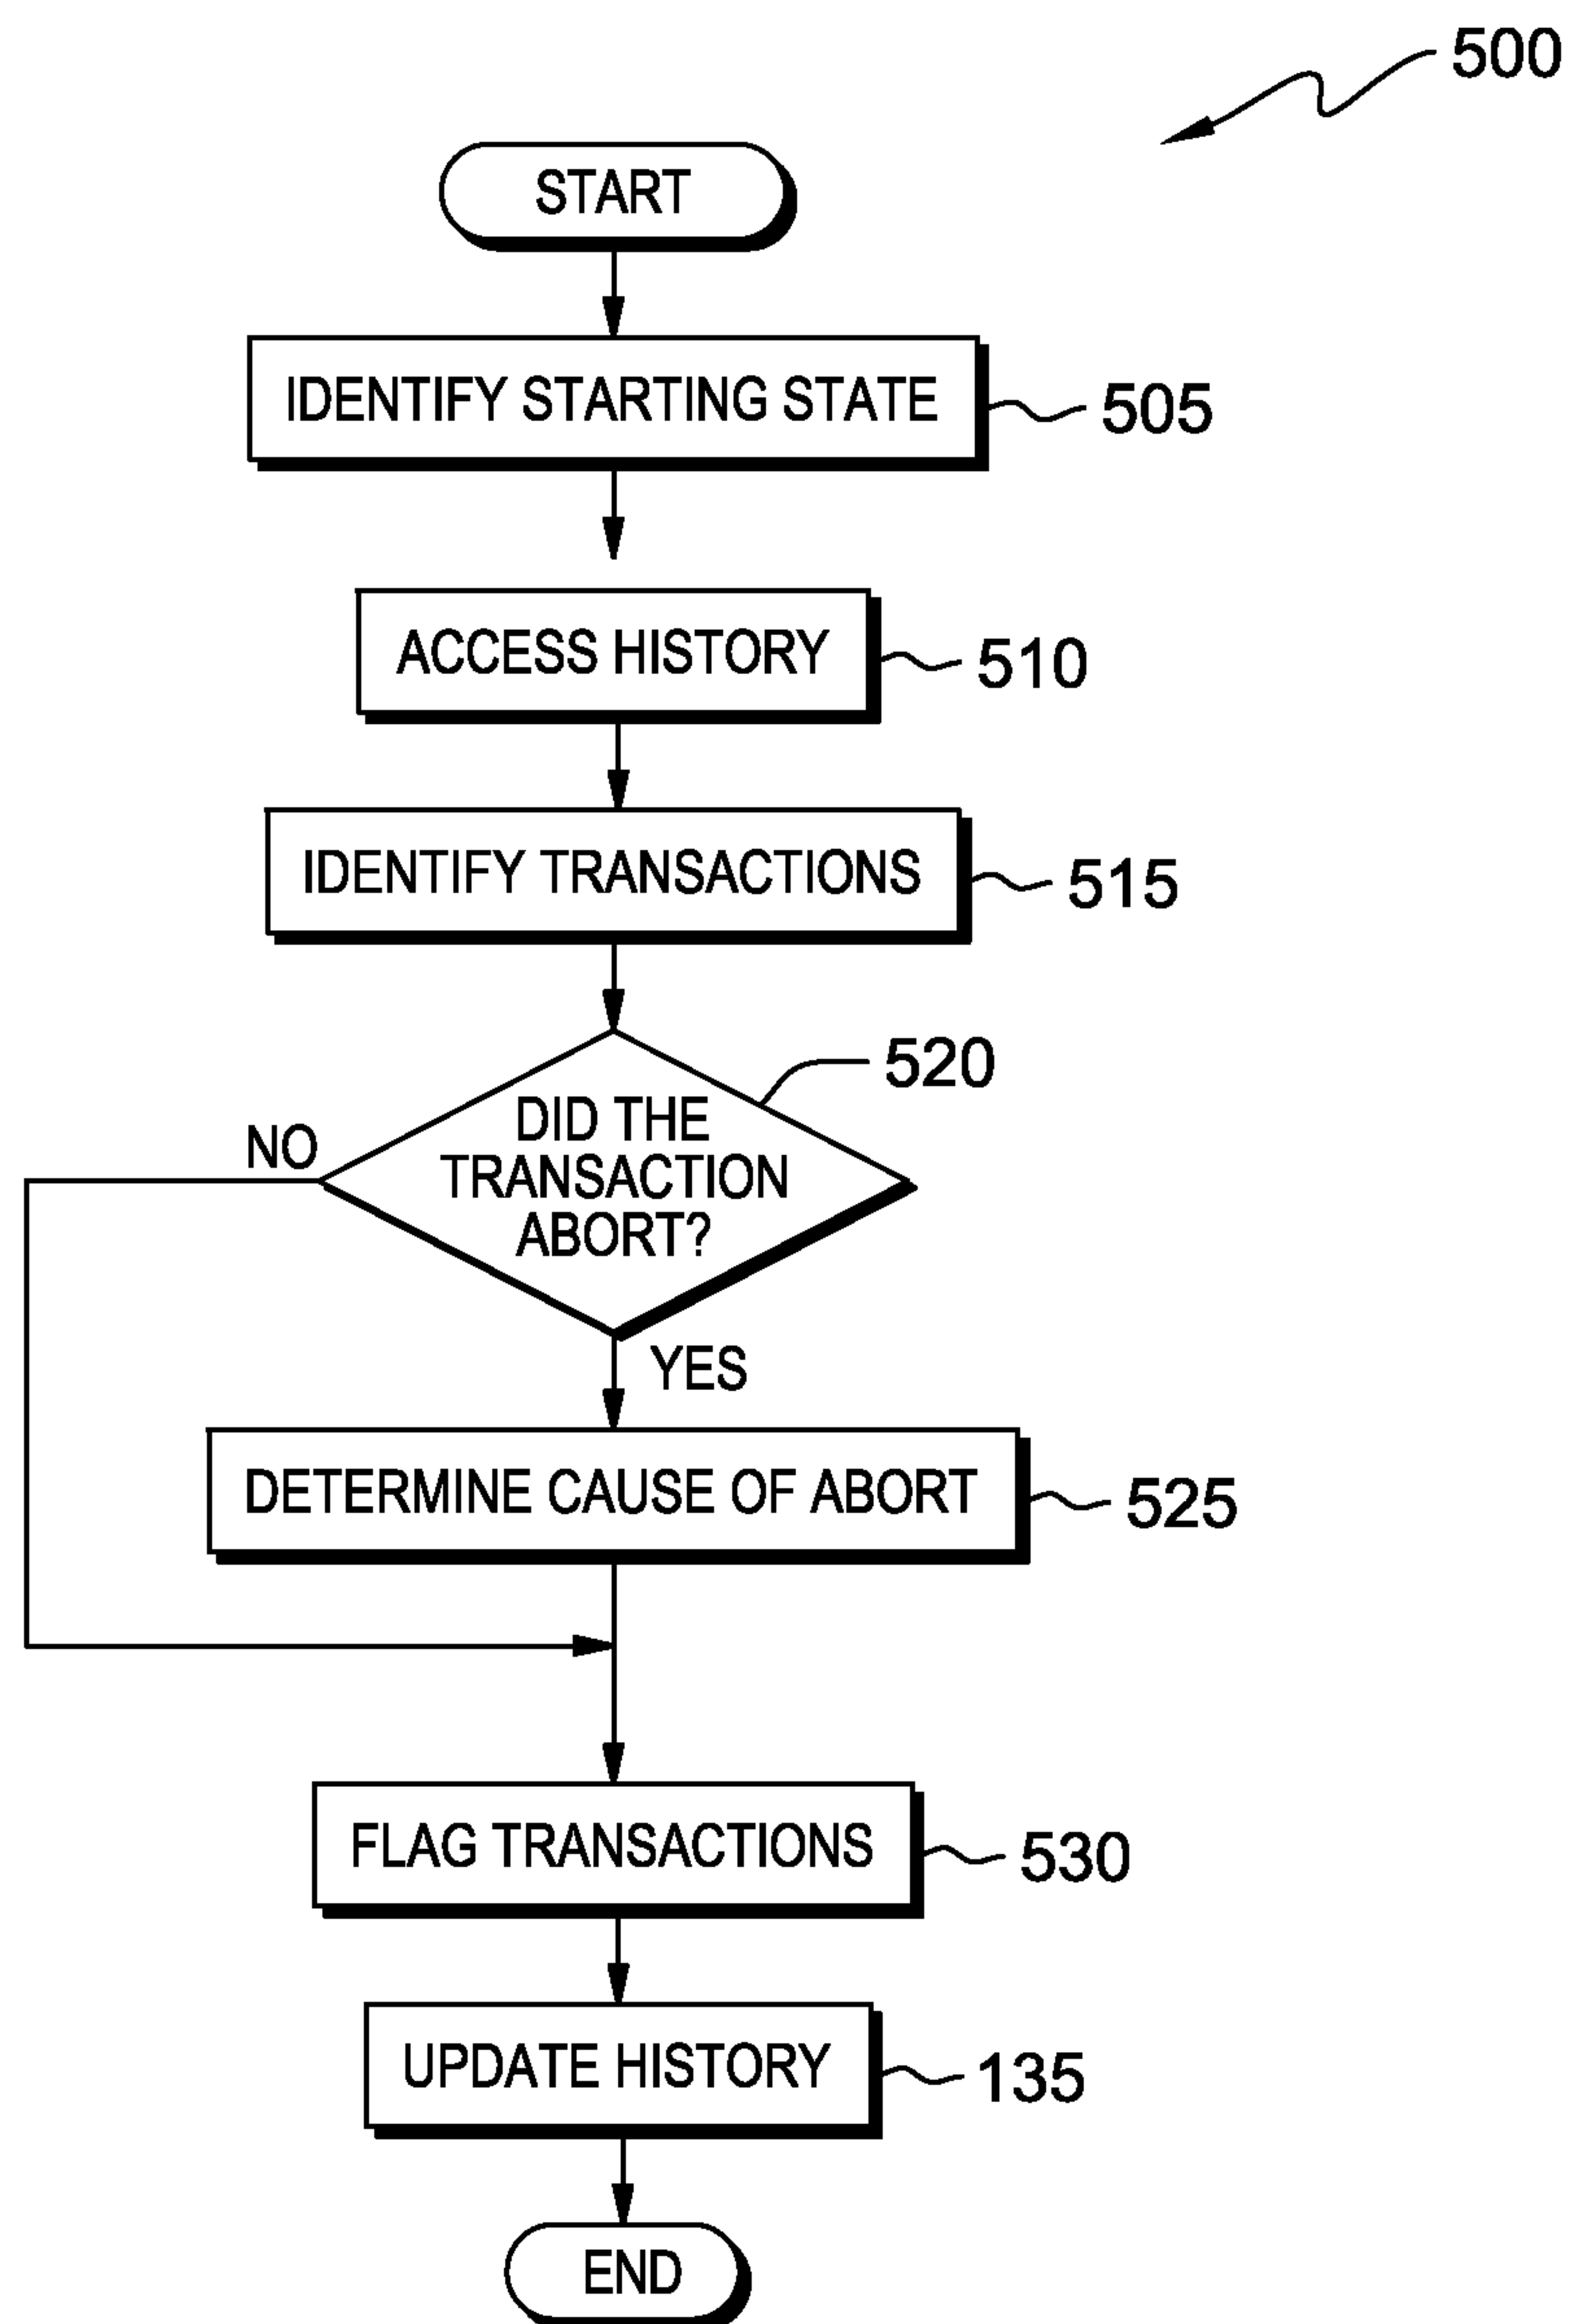 500
START
IDENTIFY STARTING STATE
505
ACCESS HISTORY
510
IDENTIFY TRANSACTIONS
515
520
DID THE
TRANSACTION
ABORT?
NO
YES
DETERMINE CAUSE OF ABORT
525
FLAG TRANSACTIONS
530
UPDATE HISTORY
135
END